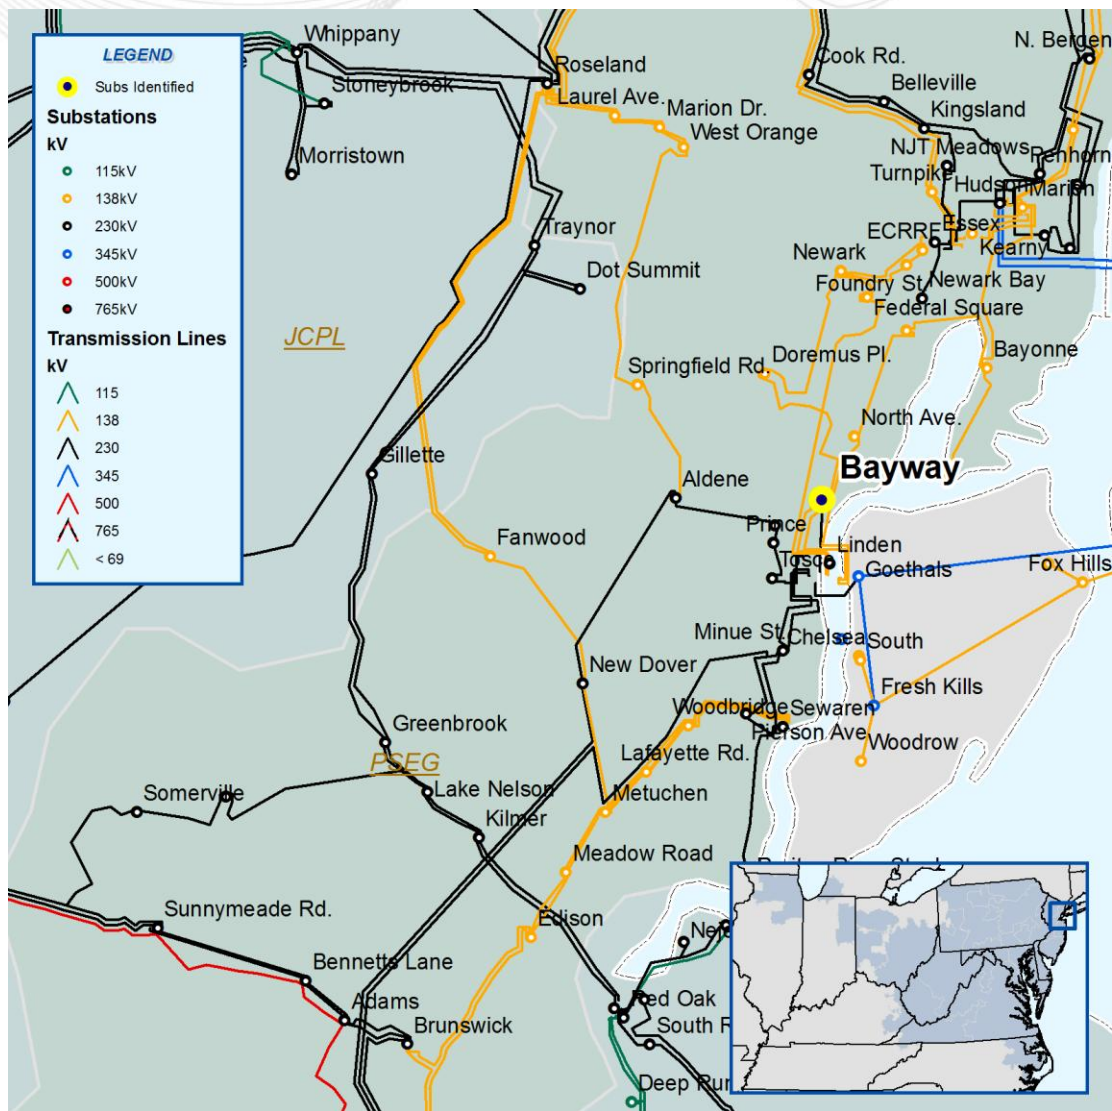 LEGEND
Subs Identified
Substations
kV
115kV
138kV
230kV
345kV
500kV
765kV
Transmission Lines
kV
115
138
230
345
500
765
< 69
Whippany
Stoneybrook
Morristown
Roseland
Laurel Ave.
Marion Dr.
West Orange
Cook Rd.
Belleville
Kingsland
N. Bergen
NJT Meadows
Penhorn
Turnpike
Hudson
Marion
Essex
ECRRF
Kearny
Newark
Foundry St.
Newark Bay
Federal Square
Traynor
Dot Summit
JCPL
Springfield Rd.
Doremus Pl.
Bayonne
North Ave.
Bayway
Gillette
Aldene
Prince
Fanwood
Tosco
Linden
Goethals
Fox Hills
Minue St.
Chelsea
South
New Dover
Fresh Kills
Woodbridge
Sewaren
Pierson Ave
Greenbrook
Lafayette Rd.
Woodrow
PSEG
Somerville
Lake Nelson
Metuchen
Kilmer
Meadow Road
Sunnymeade Rd.
Edison
Bennetts Lane
Adams
Red Oak
Brunswick
South R
Deep Run